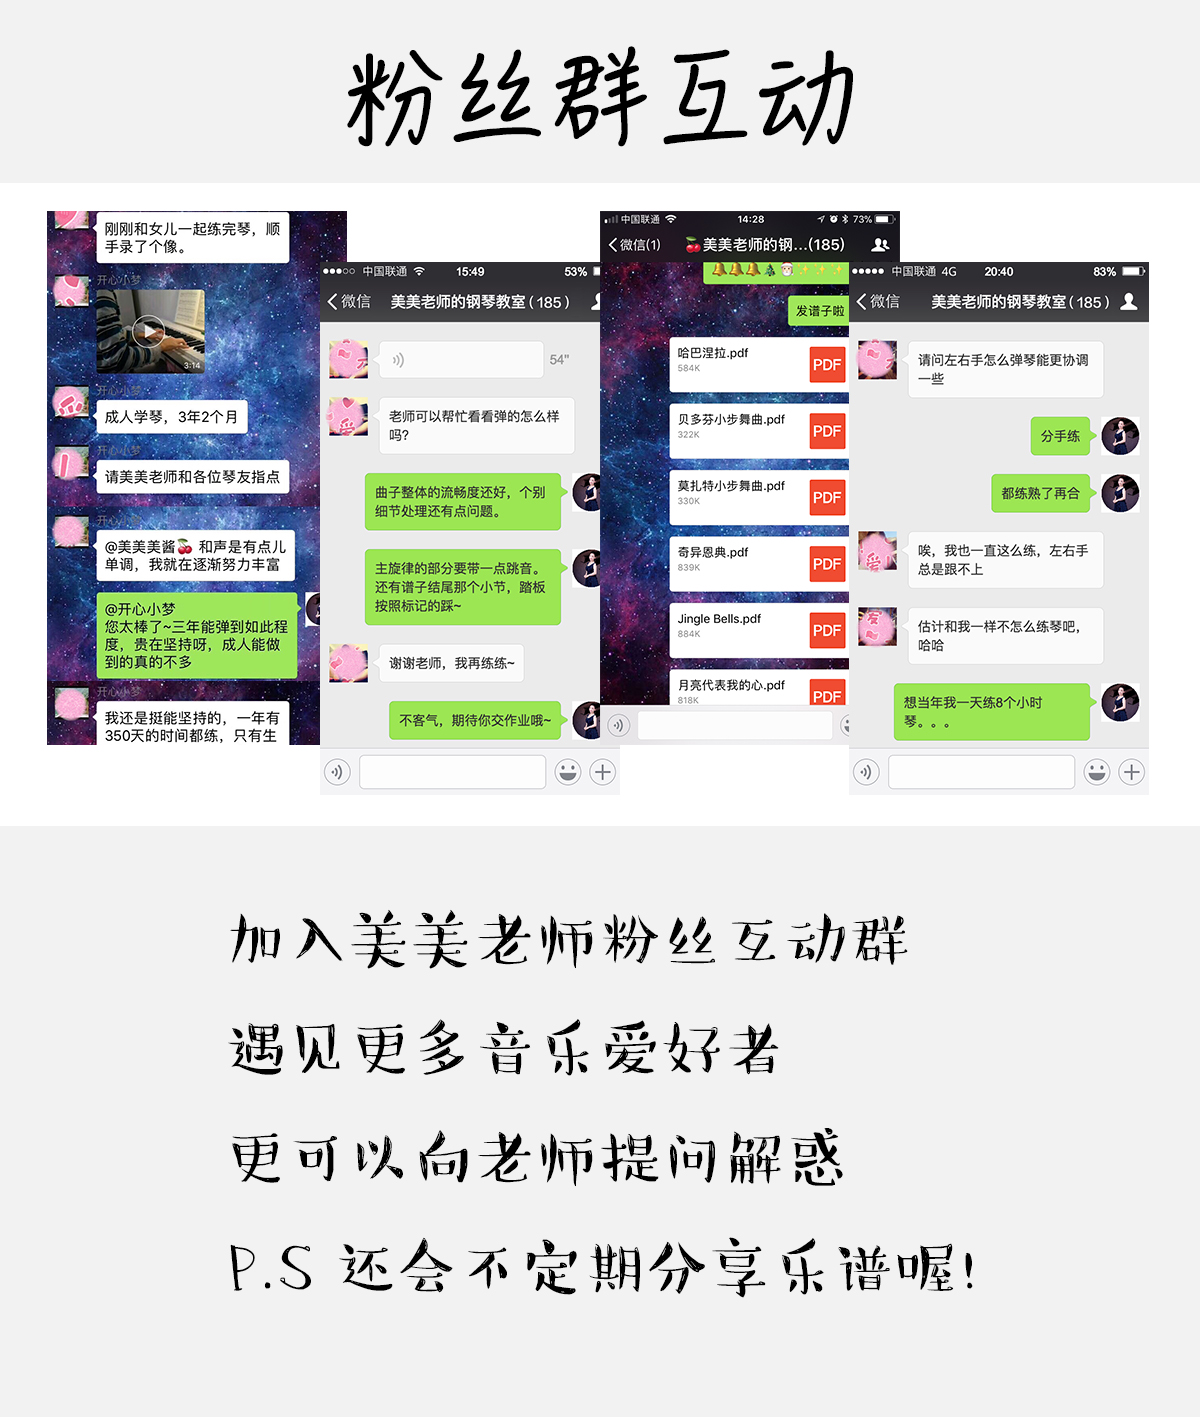 粉丝群互动
刚刚和女儿一起练完琴，顺
手录了个像。
开心小梦
3:14
开心小梦
成人学琴，3年2个月
开心小梦
请美美老师和各位琴友指点
开心小梦
@美美美酱🍒 和声是有点儿
单调，我就在逐渐努力丰富
@开心小梦
您太棒了~三年能弹到如此程
度，贵在坚持呀，成人能做
到的真的不多
开心小梦
我还是挺能坚持的，一年有
350天的时间都练，只有生
中国联通 15:49 53%
微信 美美老师的钢琴教室（185）
54"
老师可以帮忙看看弹的怎么样
吗？
曲子整体的流畅度还好，个别
细节处理还有点问题。
主旋律的部分要带一点跳音。
还有谱子结尾那个小节，踏板
按照标记的踩~
谢谢老师，我再练练~
不客气，期待你交作业哦~
中国联通 14:28 73%
微信(1) 🍒美美老师的钢...(185)
发谱子啦
哈巴涅拉.pdf
584K
PDF
贝多芬小步舞曲.pdf
322K
PDF
莫扎特小步舞曲.pdf
330K
PDF
奇异恩典.pdf
839K
PDF
Jingle Bells.pdf
884K
PDF
月亮代表我的心.pdf
818K
PDF
中国联通 4G 20:40 83%
微信 美美老师的钢琴教室（185）
请问左右手怎么弹琴能更协调
一些
分手练
都练熟了再合
唉，我也一直这么练，左右手
总是跟不上
估计和我一样不怎么练琴吧，
哈哈
想当年我一天练8个小时
琴。。。
加入美美老师粉丝互动群
遇见更多音乐爱好者
更可以向老师提问解惑
P.S 还会不定期分享乐谱喔!